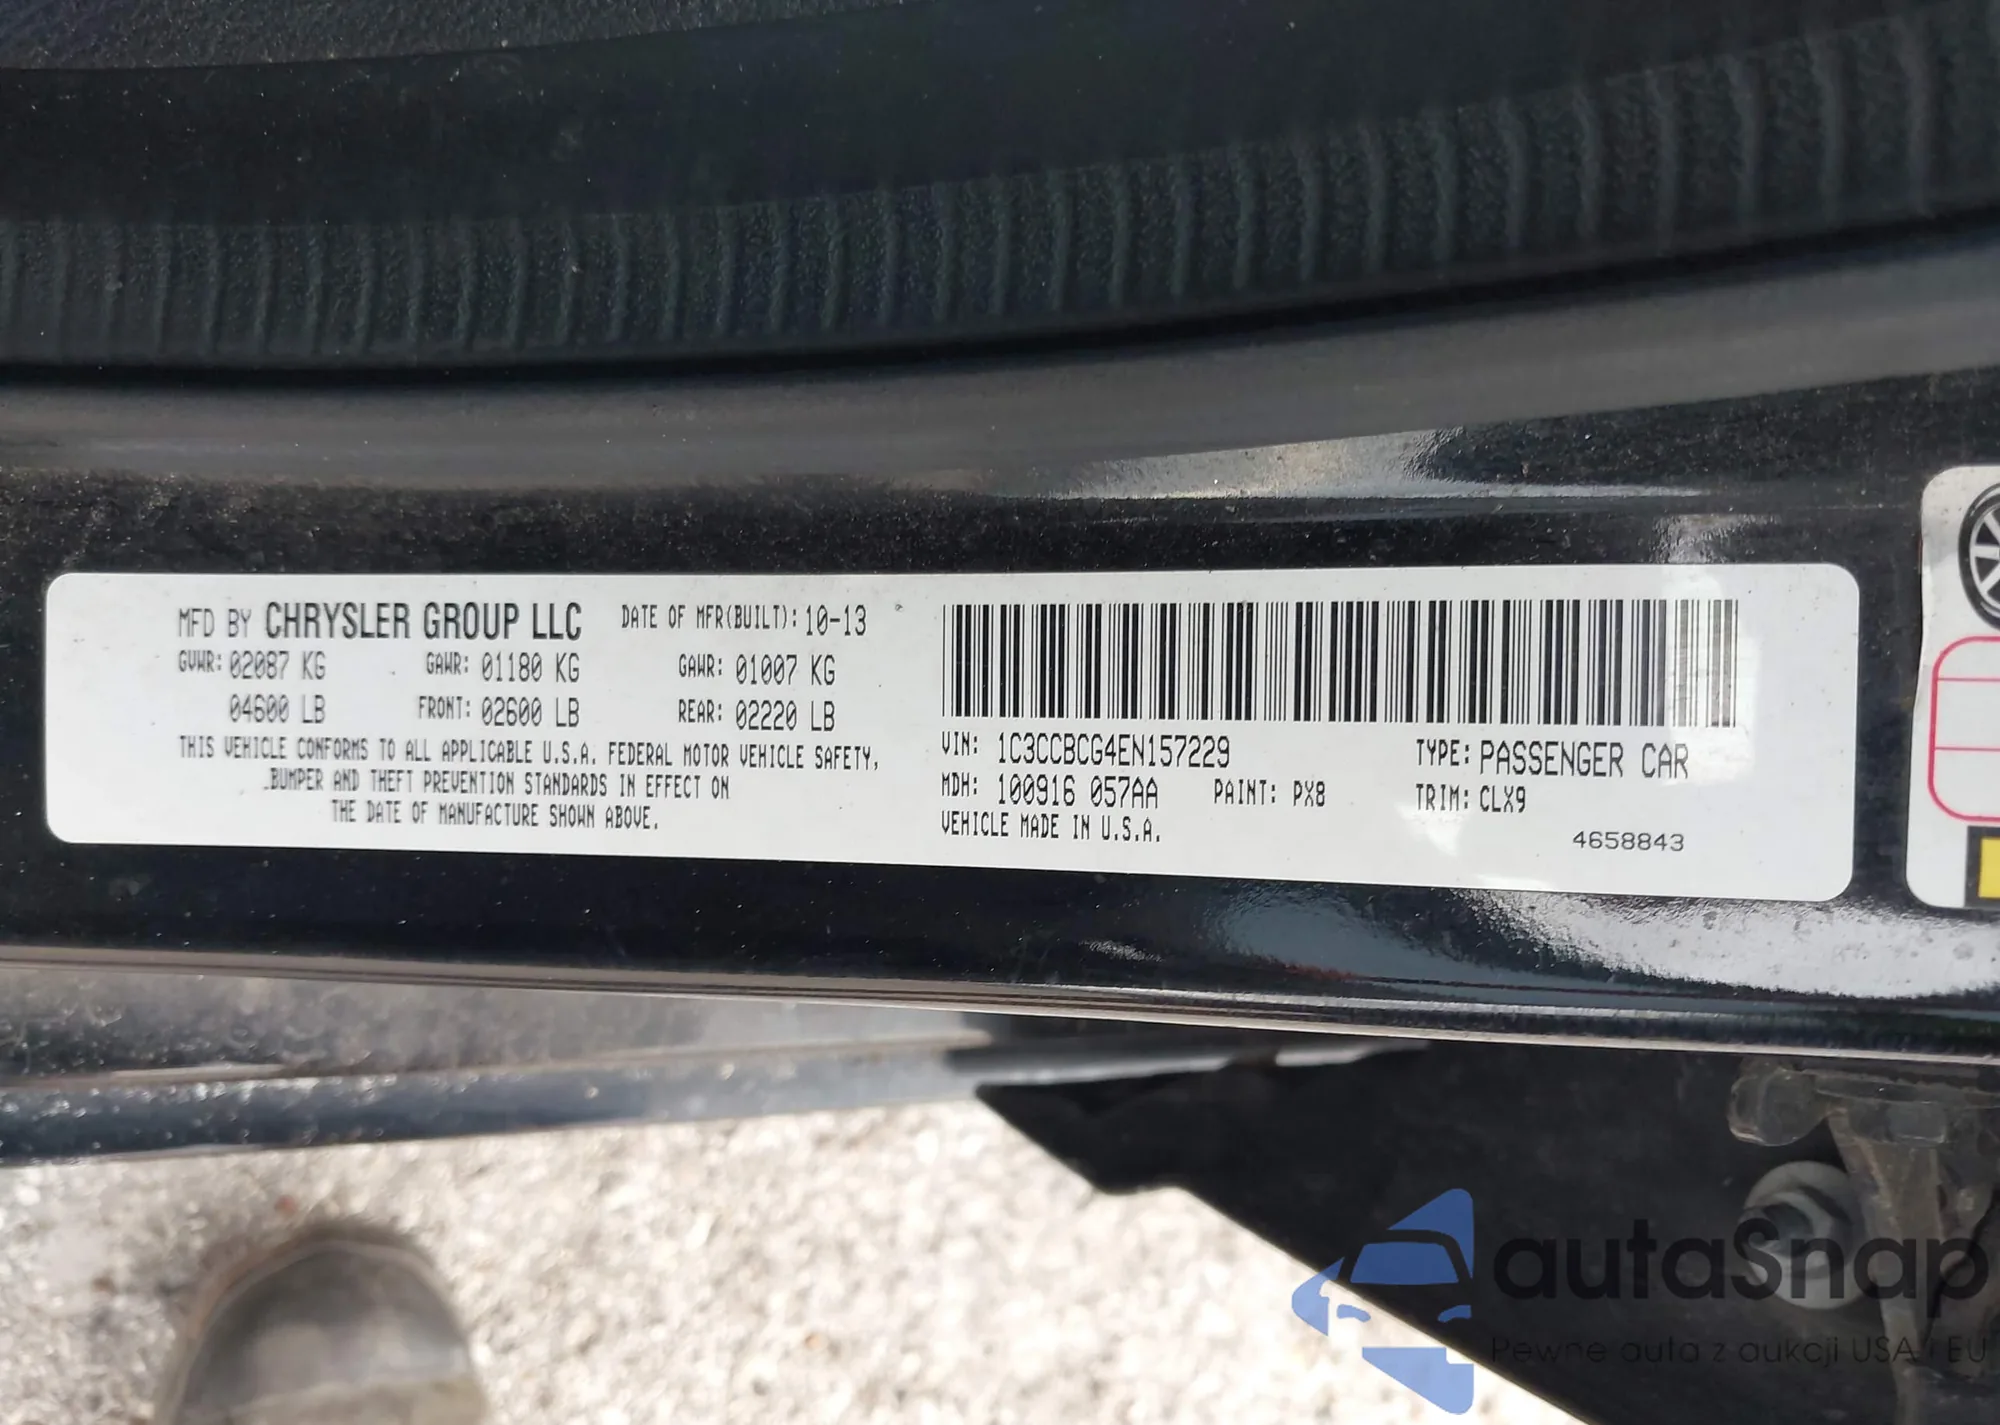 MFD BY CHRYSLER GROUP LLC DATE OF MFR(BUILT): 10-13
GVWR: 02087 KG GAWR: 01180 KG GAWR: 01007 KG
04600 LB FRONT: 02600 LB REAR: 02220 LB
THIS VEHICLE CONFORMS TO ALL APPLICABLE U.S.A. FEDERAL MOTOR VEHICLE SAFETY,
BUMPER AND THEFT PREVENTION STANDARDS IN EFFECT ON
THE DATE OF MANUFACTURE SHOWN ABOVE.
VIN: 1C3CCBCG4EN157229 TYPE: PASSENGER CAR
MDH: 100916 057AA PAINT: PX8 TRIM: CLX9
VEHICLE MADE IN U.S.A.
4658843
autaSnap
Pewne auta z aukcji USA i EU